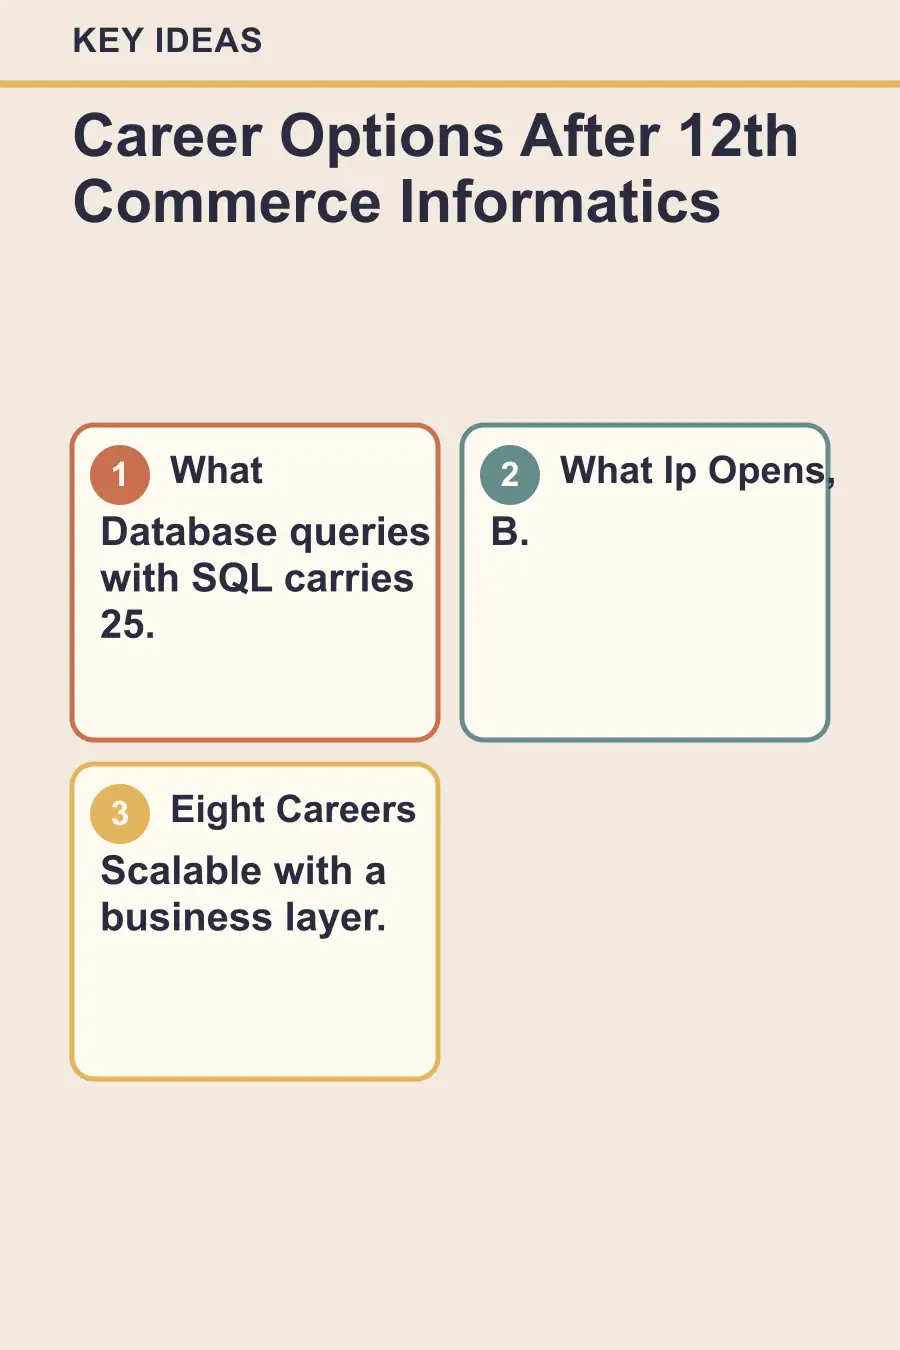 KEY IDEAS
Career Options After 12th
Commerce Informatics
1 What
Database queries
with SQL carries
25.
2 What Ip Opens,
B.
3 Eight Careers
Scalable with a
business layer.